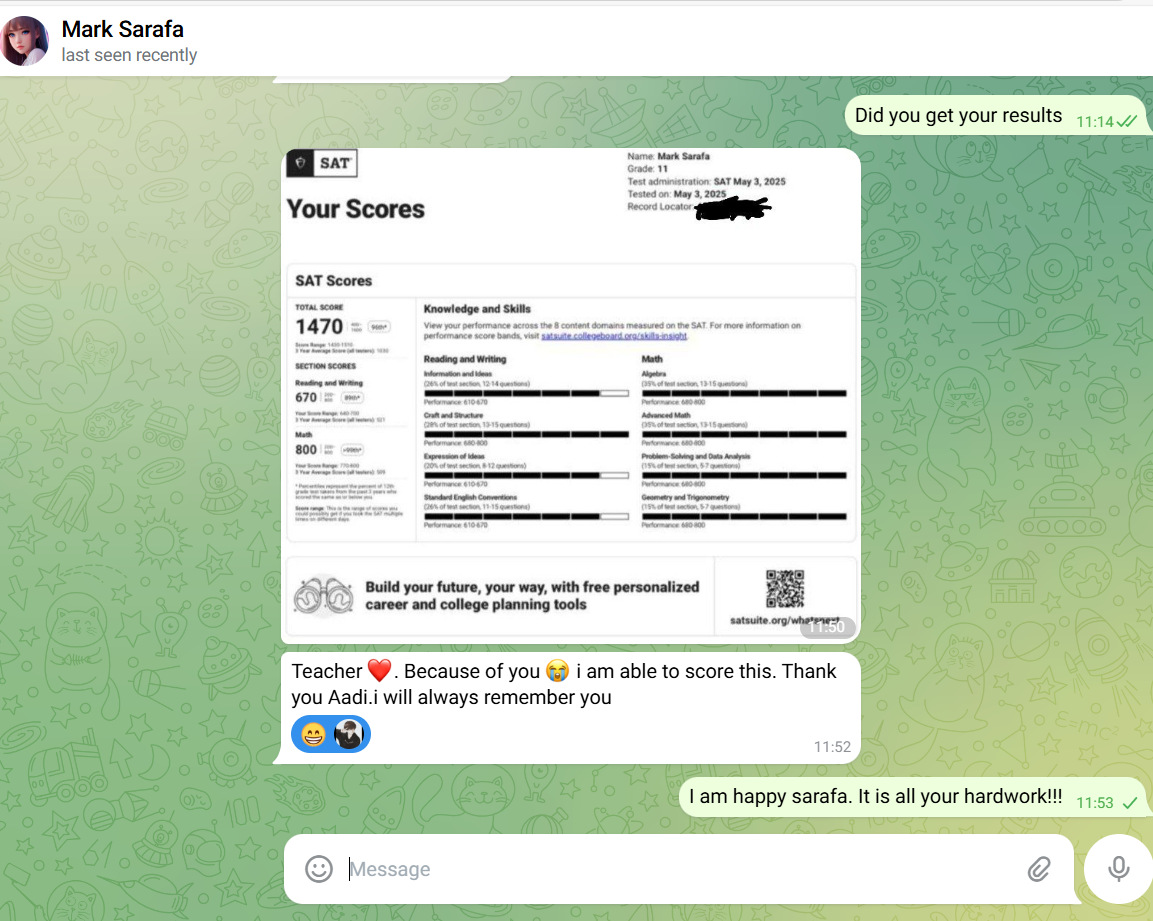 Mark Sarafa
last seen recently
Did you get your results 11:14
SAT
Name: Mark Sarafa
Grade: 11
Test administration: SAT May 3, 2025
Tested on: May 3, 2025
Record Locator:
Your Scores
SAT Scores
TOTAL SCORE
1470
Score Range: 1430-1510
3 Year Average Score (all testers):
SECTION SCORES
Reading and Writing
670
Your Score Range: 640-700
3 Year Average Score (all testers): 521
Math
800
Your Score Range: 770-800
3 Year Average Score (all testers):
* Percentiles represent the percent of 12th
grade test takers from the past 3 years who
scored the same as or below you.
Score range: This is the range of scores you
could possibly get if you took the SAT multiple
times on different days.
Knowledge and Skills
View your performance across the 8 content domains measured on the SAT. For more information on
performance score bands, visit satsuite.collegeboard.org/skills-insight.
Reading and Writing
Information and Ideas
(26% of test section, 12-14 questions)
Performance: 610-670
Craft and Structure
(28% of test section, 13-15 questions)
Performance: 680-800
Expression of Ideas
(20% of test section, 8-12 questions)
Performance: 610-670
Standard English Conventions
(26% of test section, 11-15 questions)
Performance: 610-670
Math
Algebra
(35% of test section, 13-15 questions)
Performance: 680-800
Advanced Math
(35% of test section, 13-15 questions)
Performance: 680-800
Problem-Solving and Data Analysis
(15% of test section, 5-7 questions)
Performance: 680-800
Geometry and Trigonometry
(15% of test section, 5-7 questions)
Performance: 680-800
Build your future, your way, with free personalized
career and college planning tools
satsuite.org/whatsnext
11:50
Teacher ❤️. Because of you 😭 i am able to score this. Thank
you Aadi.i will always remember you
😁
11:52
I am happy sarafa. It is all your hardwork!!! 11:53
Message